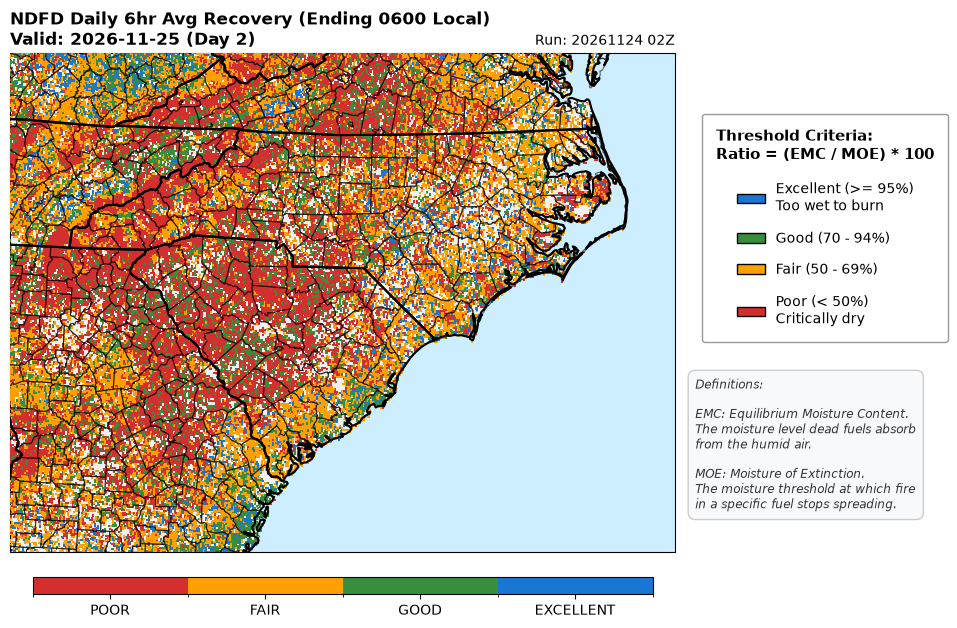 NDFD Daily 6hr Avg Recovery (Ending 0600 Local)
Valid: 2026-11-25 (Day 2)
Run: 20261124 02Z
Threshold Criteria:
Ratio = (EMC / MOE) * 100
Excellent (>= 95%)
Too wet to burn
Good (70 - 94%)
Fair (50 - 69%)
Poor (< 50%)
Critically dry
Definitions:
EMC: Equilibrium Moisture Content.
The moisture level dead fuels absorb
from the humid air.
MOE: Moisture of Extinction.
The moisture threshold at which fire
in a specific fuel stops spreading.
POOR
FAIR
GOOD
EXCELLENT